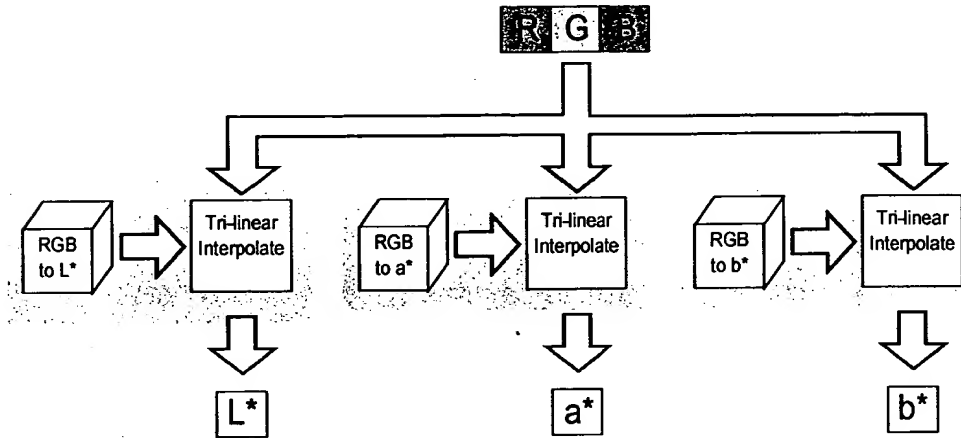 R G B
RGB
to L*
Tri-linear
Interpolate
RGB
to a*
Tri-linear
Interpolate
RGB
to b*
Tri-linear
Interpolate
L*
a*
b*